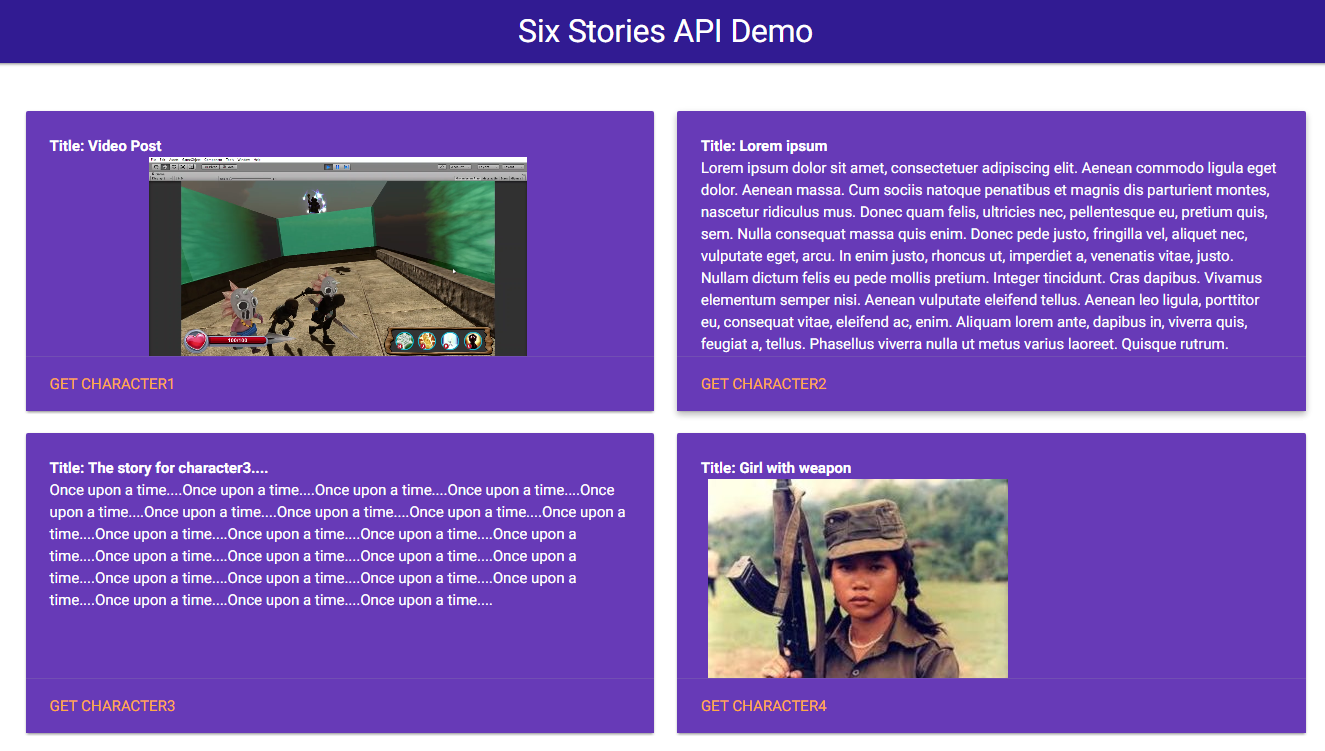 Six Stories API Demo
Title: Video Post
100/100
GET CHARACTER1
Title: Lorem ipsum
Lorem ipsum dolor sit amet, consectetuer adipiscing elit. Aenean commodo ligula eget
dolor. Aenean massa. Cum sociis natoque penatibus et magnis dis parturient montes,
nascetur ridiculus mus. Donec quam felis, ultricies nec, pellentesque eu, pretium quis,
sem. Nulla consequat massa quis enim. Donec pede justo, fringilla vel, aliquet nec,
vulputate eget, arcu. In enim justo, rhoncus ut, imperdiet a, venenatis vitae, justo.
Nullam dictum felis eu pede mollis pretium. Integer tincidunt. Cras dapibus. Vivamus
elementum semper nisi. Aenean vulputate eleifend tellus. Aenean leo ligula, porttitor
eu, consequat vitae, eleifend ac, enim. Aliquam lorem ante, dapibus in, viverra quis,
feugiat a, tellus. Phasellus viverra nulla ut metus varius laoreet. Quisque rutrum.
GET CHARACTER2
Title: The story for character3....
Once upon a time....Once upon a time....Once upon a time....Once upon a time....Once
upon a time....Once upon a time....Once upon a time....Once upon a time....Once upon a
time....Once upon a time....Once upon a time....Once upon a time....Once upon a
time....Once upon a time....Once upon a time....Once upon a time....Once upon a
time....Once upon a time....Once upon a time....Once upon a time....Once upon a
time....Once upon a time....Once upon a time....Once upon a time....
GET CHARACTER3
Title: Girl with weapon
GET CHARACTER4